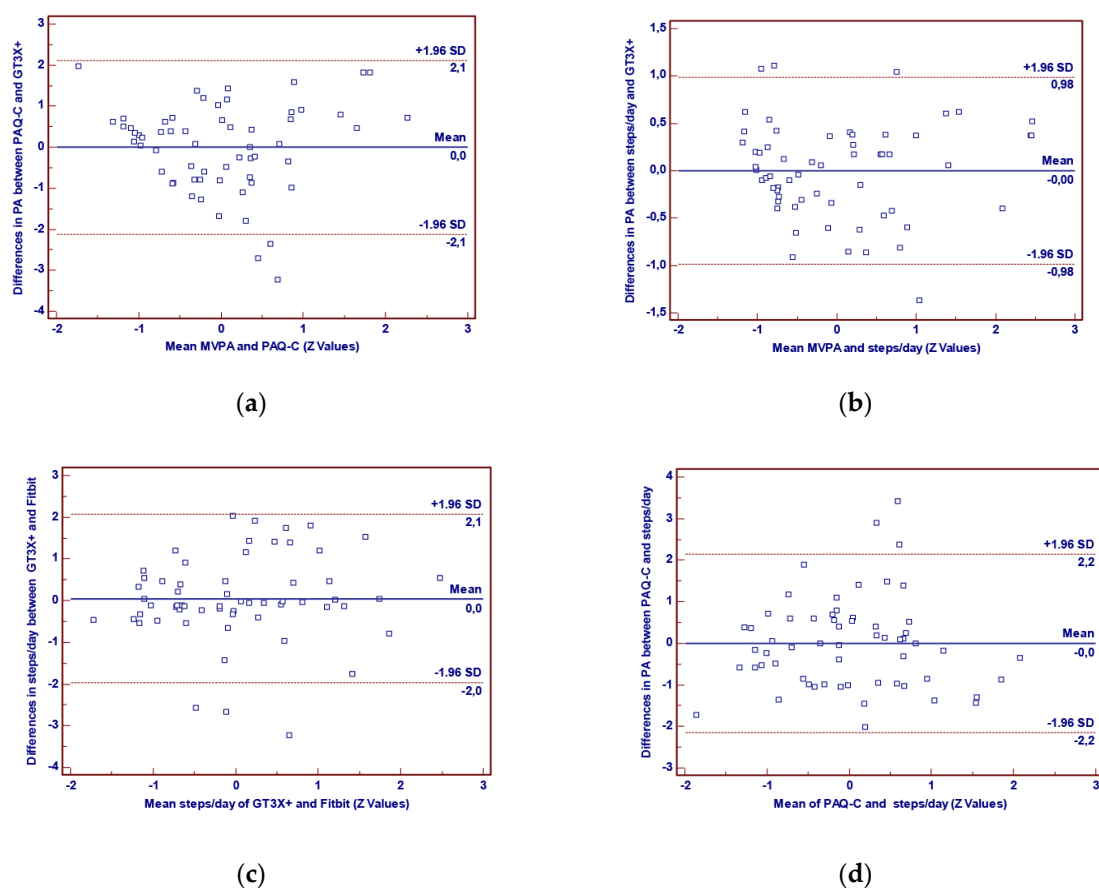 Differences in PA between PAQ-C and GT3X+
3
2
1
0
-1
-2
-3
-4
+1.96 SD
2,1
Mean
0,0
-1.96 SD
-2,1
-2
-1
0
1
2
3
Mean MVPA and PAQ-C (Z Values)
(a)
Differences in PA between steps/day and GT3X+
1,5
1,0
0,5
0,0
-0,5
-1,0
-1,5
+1.96 SD
0,98
Mean
-0,00
-1.96 SD
-0,98
-2
-1
0
1
2
3
Mean MVPA and steps/day (Z Values)
(b)
Differences in steps/day between GT3X+ and Fitbit
3
2
1
0
-1
-2
-3
-4
+1.96 SD
2,1
Mean
0,0
-1.96 SD
-2,0
-2
-1
0
1
2
3
Mean steps/day of GT3X+ and Fitbit (Z Values)
(c)
Differences in PA between PAQ-C and steps/day
4
3
2
1
0
-1
-2
-3
+1.96 SD
2,2
Mean
-0,0
-1.96 SD
-2,2
-2
-1
0
1
2
3
Mean of PAQ-C and steps/day (Z Values)
(d)